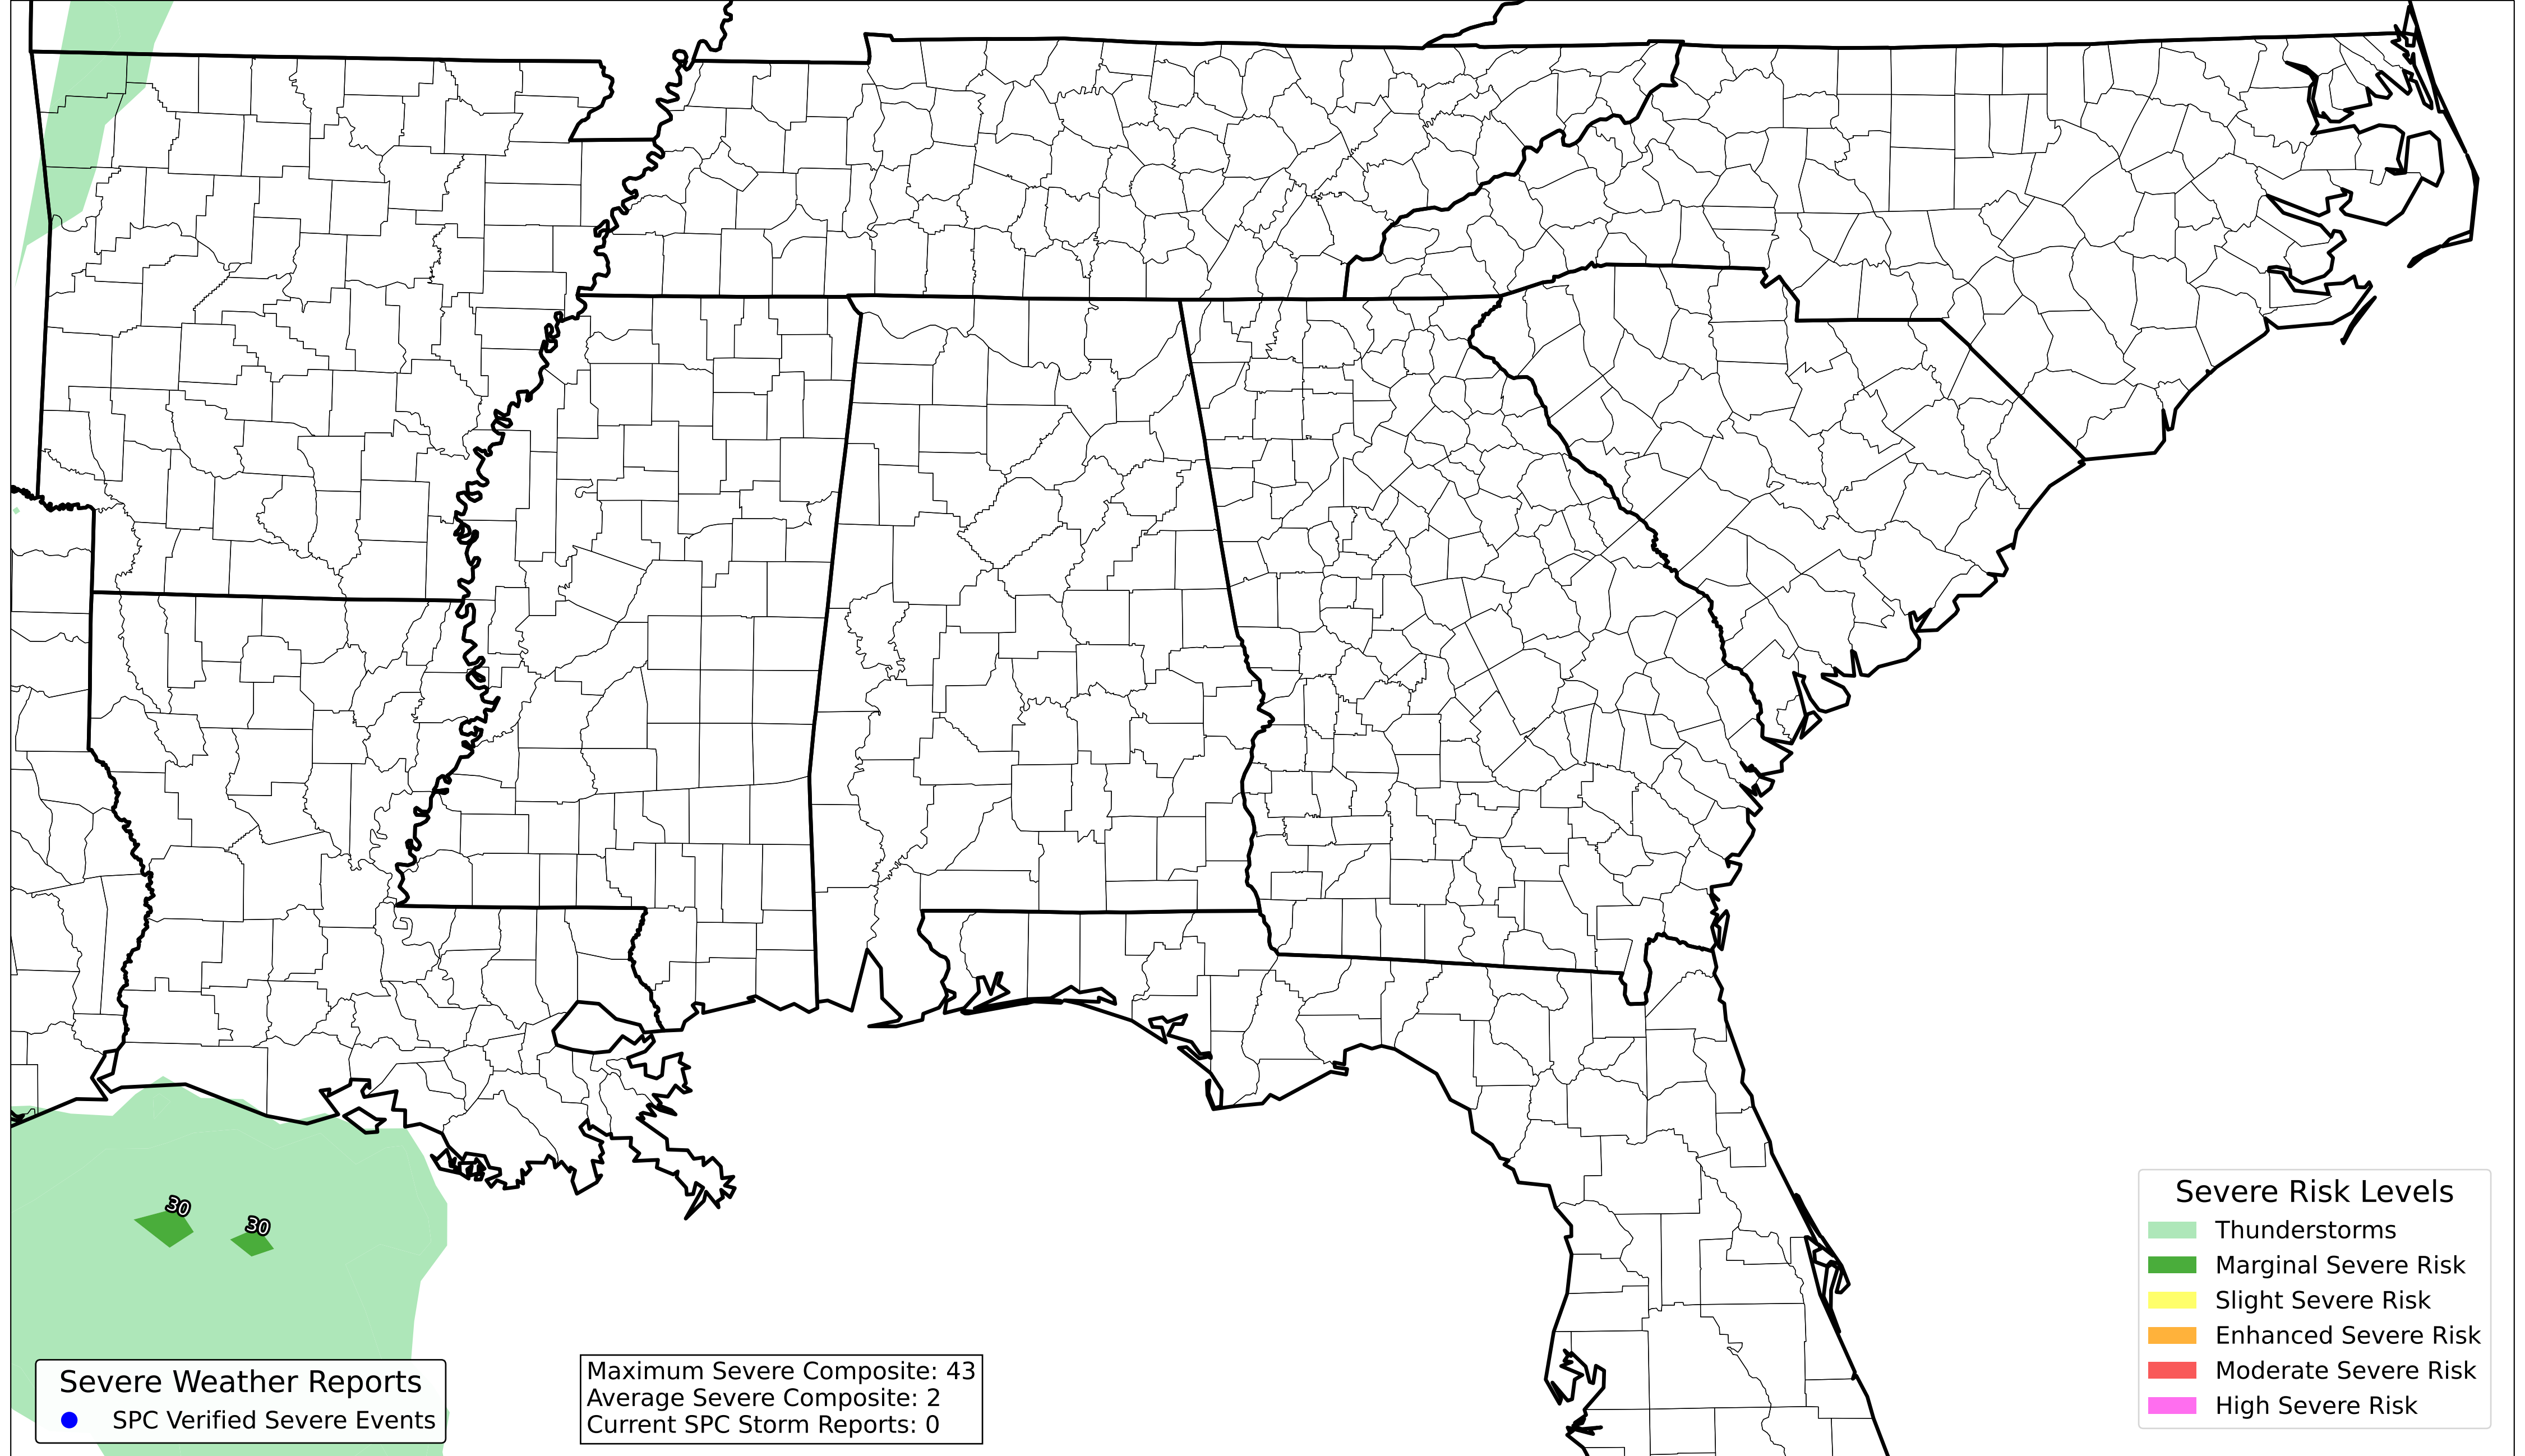 30
30
Severe Weather Reports
SPC Verified Severe Events
Maximum Severe Composite: 43
Average Severe Composite: 2
Current SPC Storm Reports: 0
Severe Risk Levels
Thunderstorms
Marginal Severe Risk
Slight Severe Risk
Enhanced Severe Risk
Moderate Severe Risk
High Severe Risk